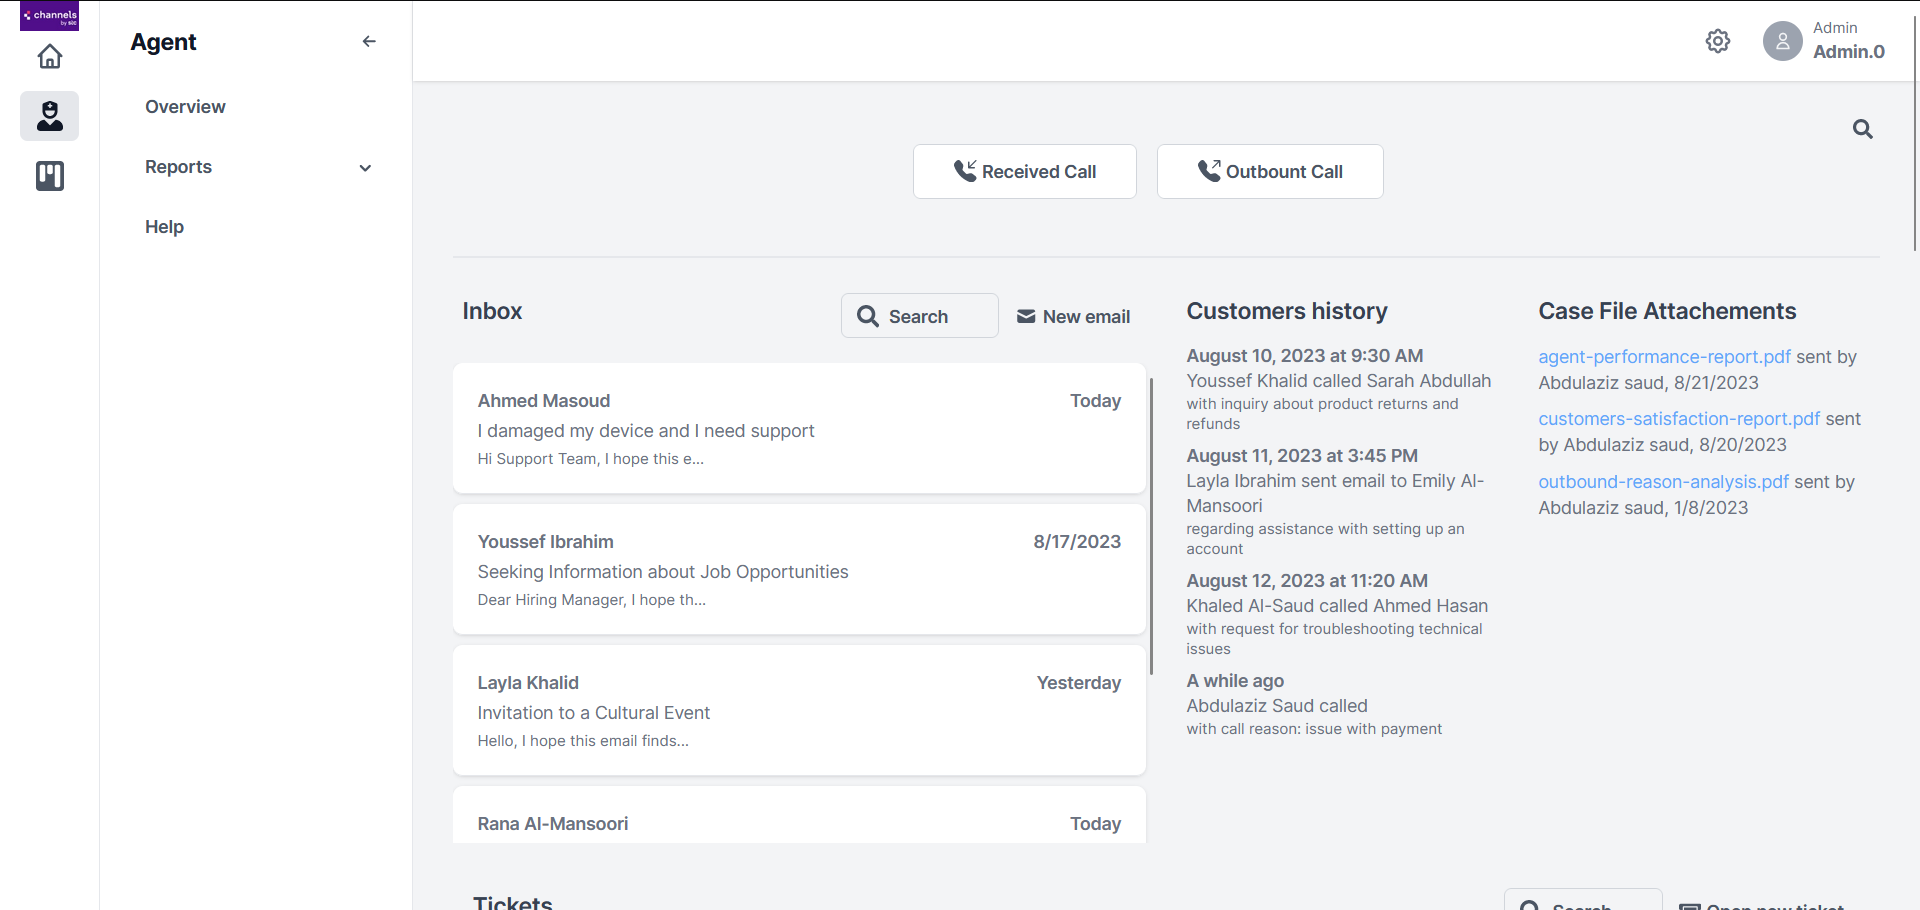 channels
by stc
Agent
Overview
Reports
Help
Admin
Admin.0
Received Call
Outbount Call
Inbox
Search
New email
Ahmed Masoud
Today
I damaged my device and I need support
Hi Support Team, I hope this e...
Youssef Ibrahim
8/17/2023
Seeking Information about Job Opportunities
Dear Hiring Manager, I hope th...
Layla Khalid
Yesterday
Invitation to a Cultural Event
Hello, I hope this email finds...
Rana Al-Mansoori
Today
Customers history
August 10, 2023 at 9:30 AM
Youssef Khalid called Sarah Abdullah
with inquiry about product returns and
refunds
August 11, 2023 at 3:45 PM
Layla Ibrahim sent email to Emily Al-
Mansoori
regarding assistance with setting up an
account
August 12, 2023 at 11:20 AM
Khaled Al-Saud called Ahmed Hasan
with request for troubleshooting technical
issues
A while ago
Abdulaziz Saud called
with call reason: issue with payment
Case File Attachements
agent-performance-report.pdf sent by
Abdulaziz saud, 8/21/2023
customers-satisfaction-report.pdf sent
by Abdulaziz saud, 8/20/2023
outbound-reason-analysis.pdf sent by
Abdulaziz saud, 1/8/2023
Tickets
Search
Open new ticket